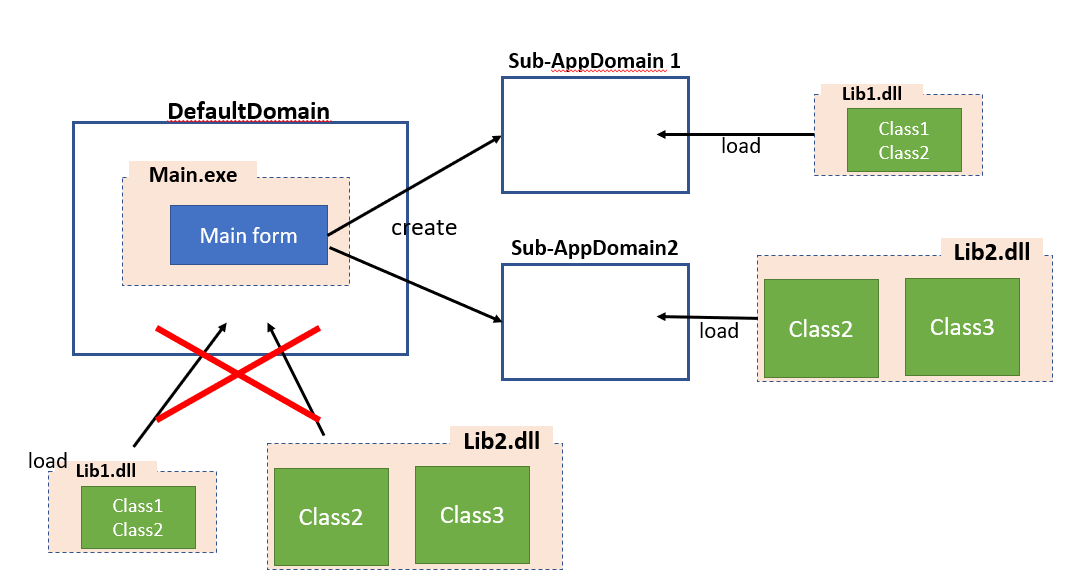 Sub-AppDomain 1
DefaultDomain
Lib1.dll
Class1
Class2
load
Main.exe
Main form
create
Sub-AppDomain2
Lib2.dll
Class2
Class3
load
load
Lib1.dll
Class1
Class2
Lib2.dll
Class2
Class3